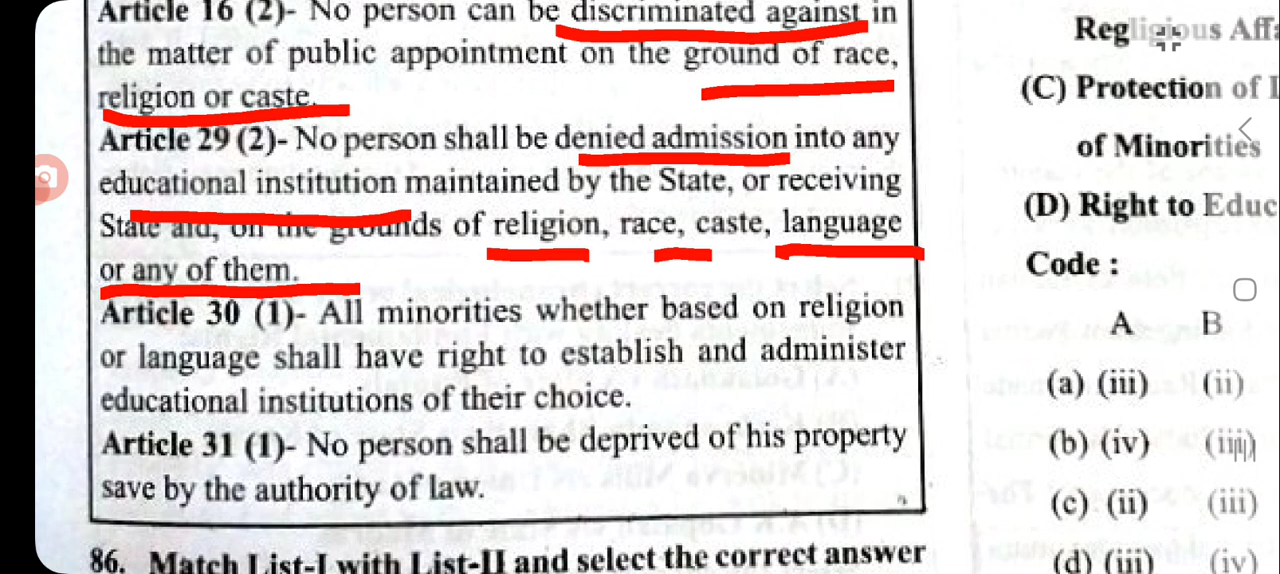 Article 16 (2)- No person can be discriminated against in
the matter of public appointment on the ground of race,
religion or caste.
Article 29 (2)- No person shall be denied admission into any
educational institution maintained by the State, or receiving
State aid, on the grounds of religion, race, caste, language
or any of them.
Article 30 (1)- All minorities whether based on religion
or language shall have right to establish and administer
educational institutions of their choice.
Article 31 (1)- No person shall be deprived of his property
save by the authority of law.
86. Match List-I with List-II and select the correct answer
Regligious
(C) Protection of
of Minorities
(D) Right to
Code :
A B
(a) (iii) (ii)
(b) (iv)
(c) (ii) (iii)
(d) (iii) (iv)